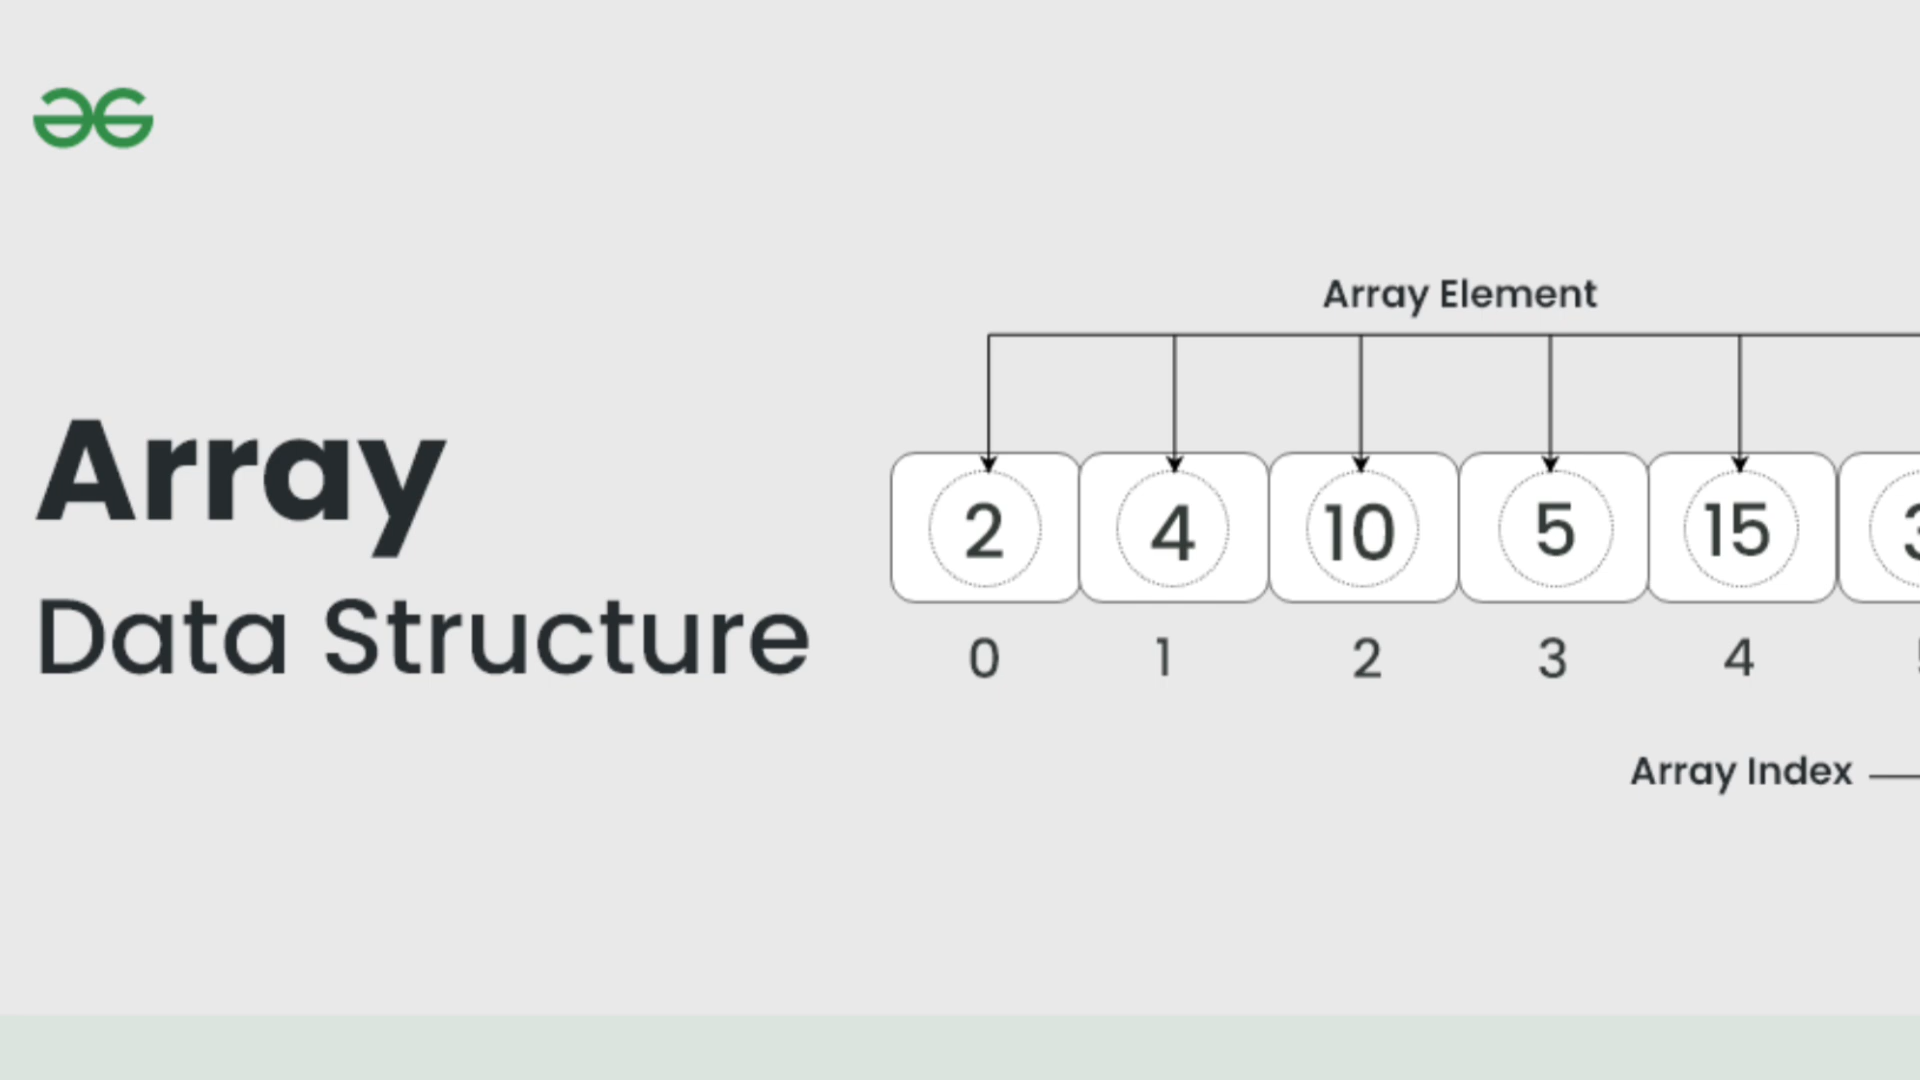 Array Element
Array
Data Structure
2 4 10 5 15
0 1 2 3 4
Array Index